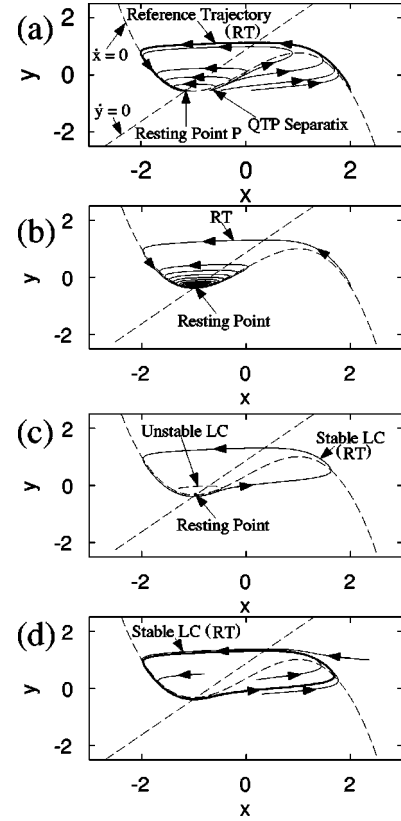 (a)
Reference Trajectory
(RT)
ẋ=0
ẏ=0
Resting Point P
QTP Separatix
y
2
0
-2
-2
0
2
x
(b)
RT
Resting Point
y
2
0
-2
-2
0
2
x
(c)
Unstable LC
Stable LC
(RT)
Resting Point
y
2
0
-2
-2
0
2
x
(d)
Stable LC (RT)
y
2
0
-2
-2
0
2
x